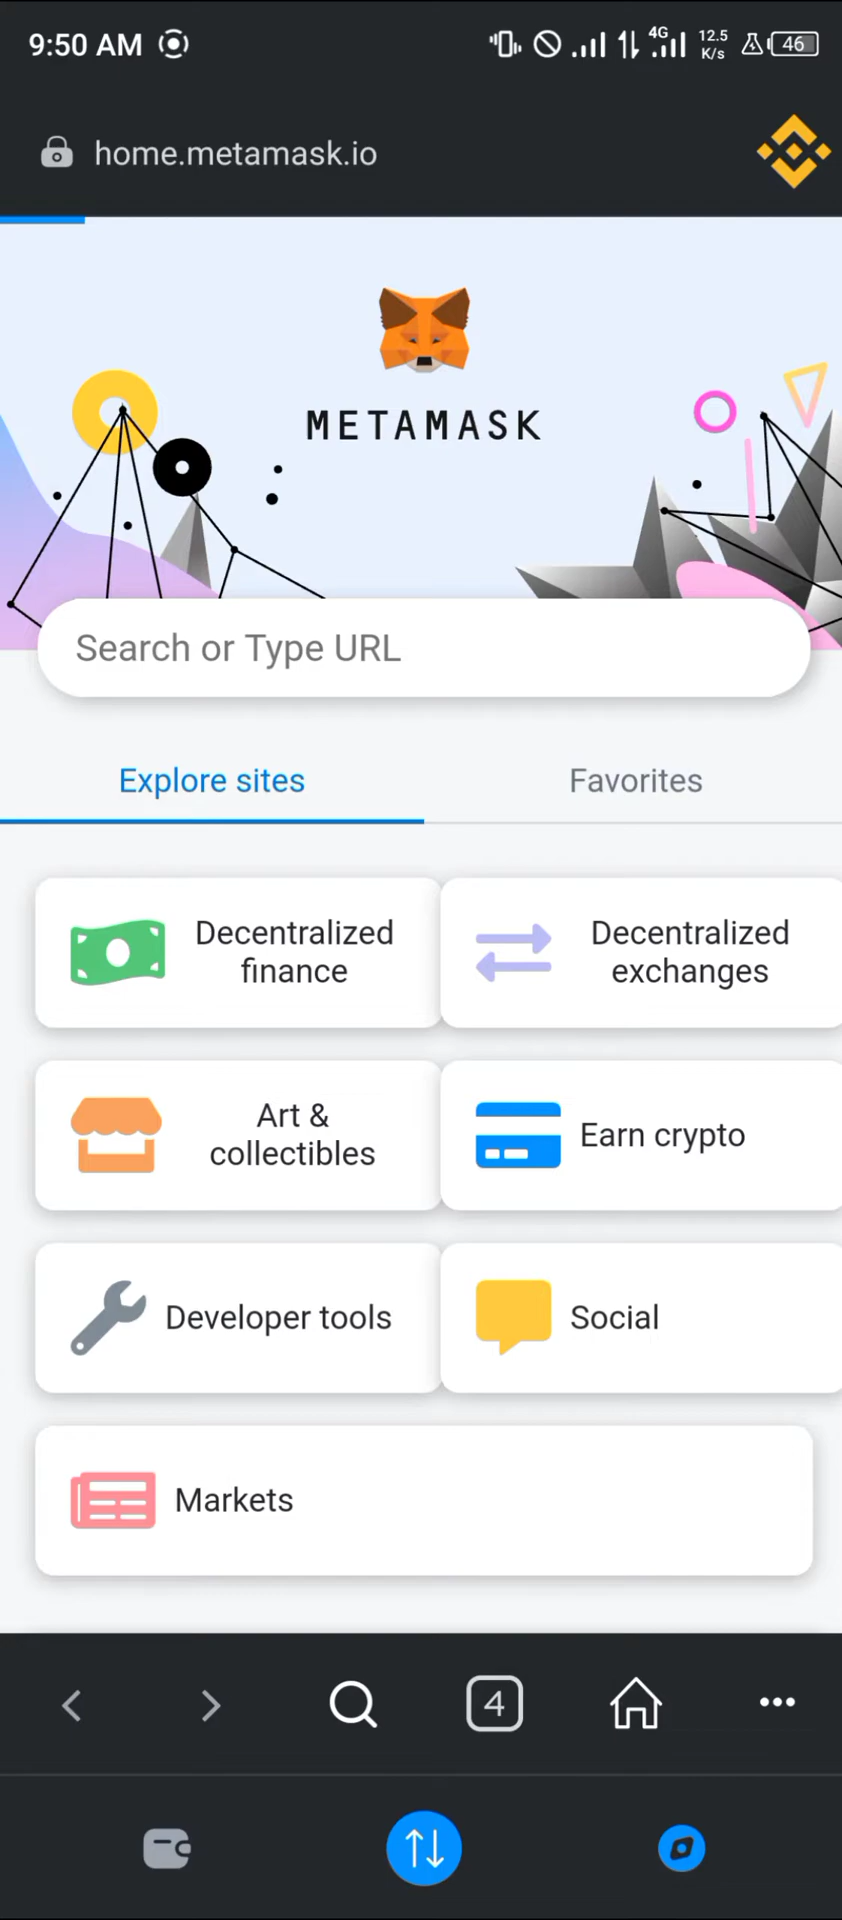 9:50 AM
4G
12.5
K/s
46
home.metamask.io
METAMASK
Search or Type URL
Explore sites
Favorites
Decentralized
finance
Decentralized
exchanges
Art &
collectibles
Earn crypto
Developer tools
Social
Markets
4